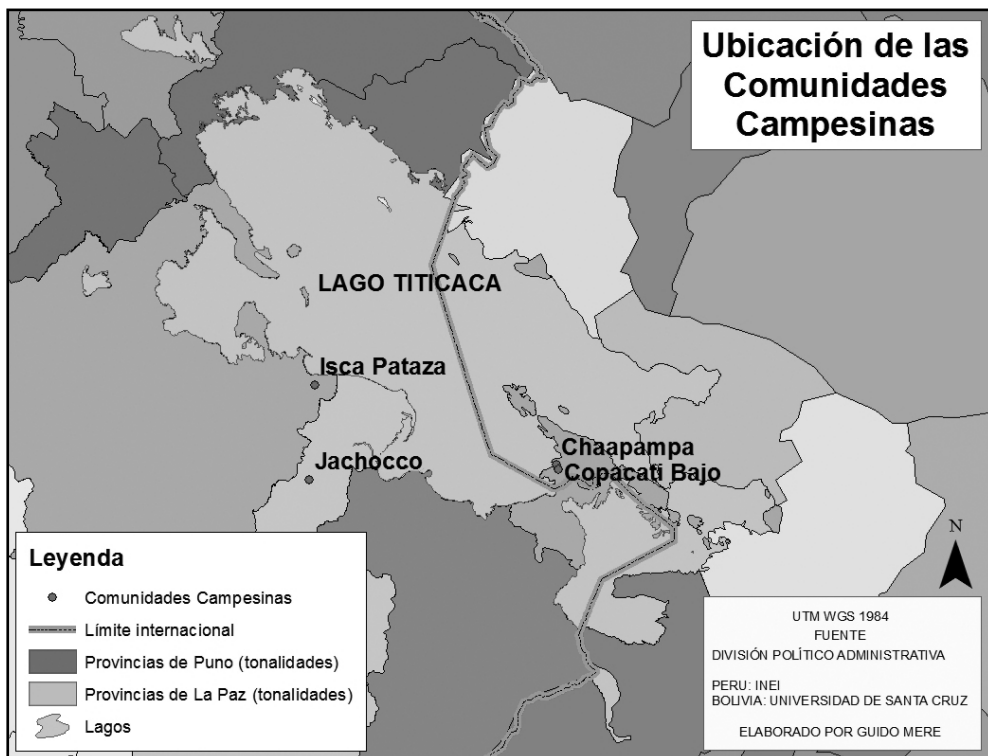 Ubicación de las
Comunidades
Campesinas
LAGO TITICACA
Isca Pataza
Chaapampa
Jachocco
Copacati Bajo
Leyenda
Comunidades Campesinas
Límite internacional
Provincias de Puno (tonalidades)
Provincias de La Paz (tonalidades)
Lagos
N
UTM WGS 1984
FUENTE
DIVISIÓN POLÍTICO ADMINISTRATIVA
PERU: INEI
BOLIVIA: UNIVERSIDAD DE SANTA CRUZ
ELABORADO POR GUIDO MERE